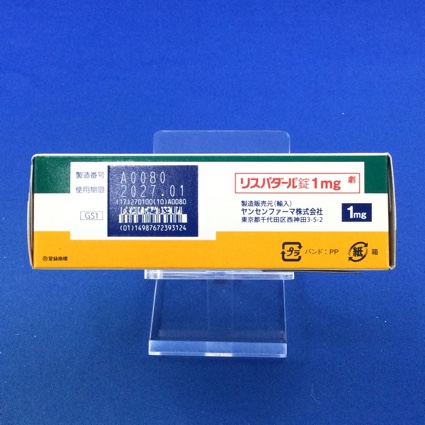 製造番号 A0080
使用期限 2027.01
(17)270100(10)A0080
GS1
(01)14987672393124
リスパダール錠1mg 劇
製造販売元(輸入)
ヤンセンファーマ株式会社
東京都千代田区西神田3-5-2
1mg
プラ バンド：PP 紙 箱
®登録商標